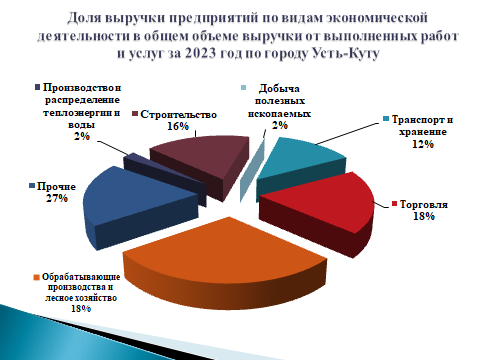 Доля выручки предприятий по видам экономической
деятельности в общем объеме выручки от выполненных работ
и услуг за 2023 год по городу Усть-Куту
Производство и
распределение
теплоэнергии и
воды
2%
Строительство
16%
Добыча
полезных
ископаемых
2%
Транспорт и
хранение
12%
Прочие
27%
Торговля
18%
Обрабатывающие
производства и
лесное хозяйство
18%